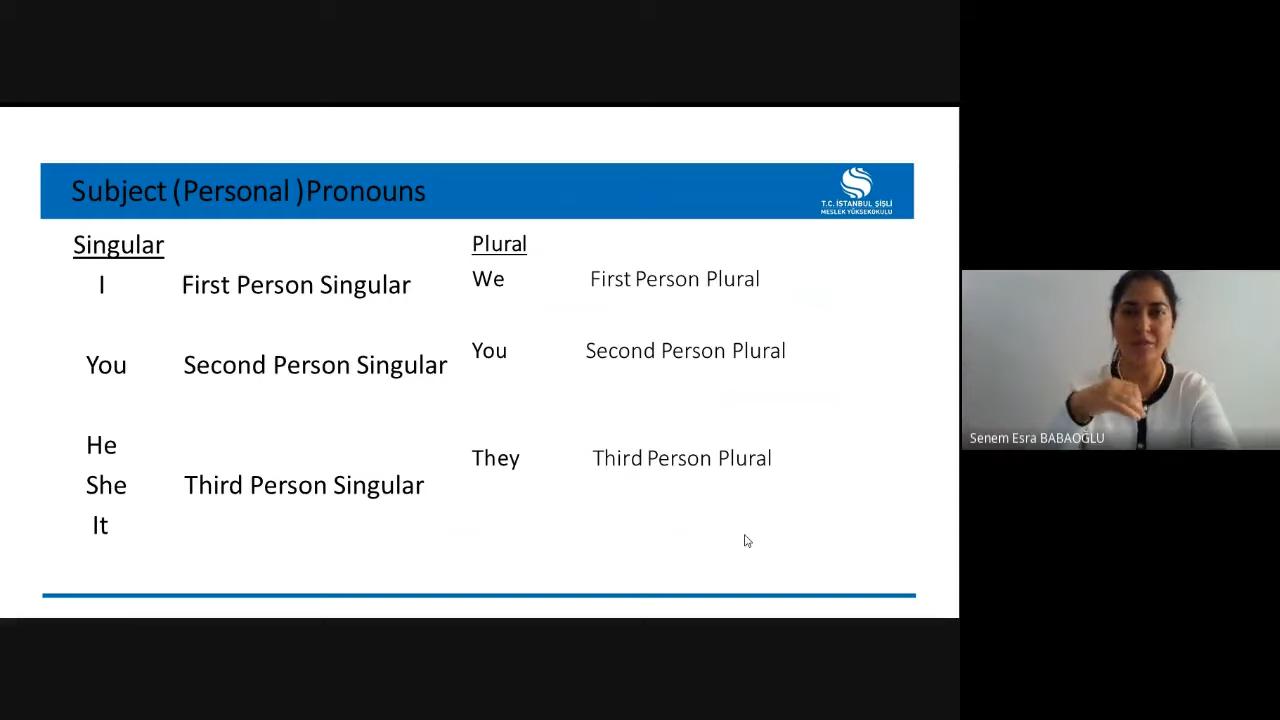 Subject (Personal )Pronouns
T.C. İSTANBUL ŞİŞLİ
MESLEK YÜKSEKOKULU
Singular
I First Person Singular
You Second Person Singular
He
She Third Person Singular
It
Plural
We First Person Plural
You Second Person Plural
They Third Person Plural
Senem Esra BABAOĞLU